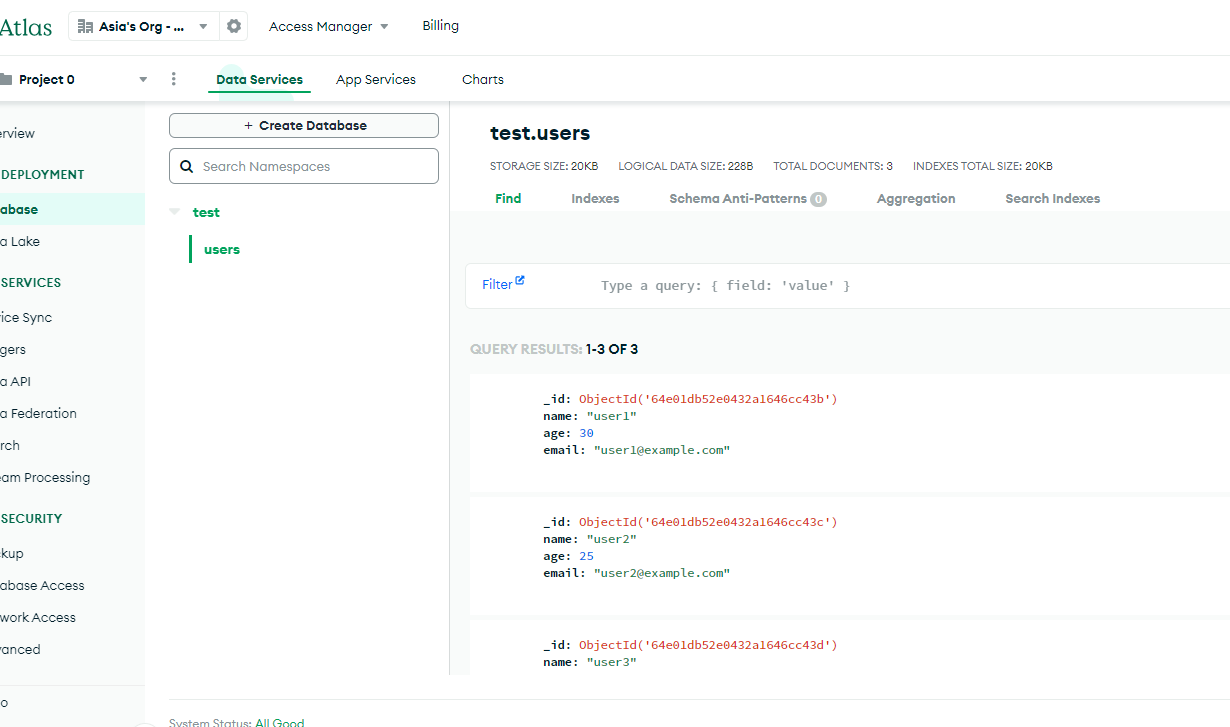 Atlas
Asia's Org - ...
Access Manager
Billing
Project 0
Data Services
App Services
Charts
erview
DEPLOYMENT
abase
a Lake
SERVICES
ice Sync
gers
a API
a Federation
rch
eam Processing
SECURITY
kup
abase Access
work Access
vanced
o
+ Create Database
Search Namespaces
test
users
test.users
STORAGE SIZE: 20KB LOGICAL DATA SIZE: 228B TOTAL DOCUMENTS: 3 INDEXES TOTAL SIZE: 20KB
Find Indexes Schema Anti-Patterns 0 Aggregation Search Indexes
Filter Type a query: { field: 'value' }
QUERY RESULTS: 1-3 OF 3
_id: ObjectId('64e01db52e0432a1646cc43b')
name: "user1"
age: 30
email: "user1@example.com"
_id: ObjectId('64e01db52e0432a1646cc43c')
name: "user2"
age: 25
email: "user2@example.com"
_id: ObjectId('64e01db52e0432a1646cc43d')
name: "user3"
System Status: All Good